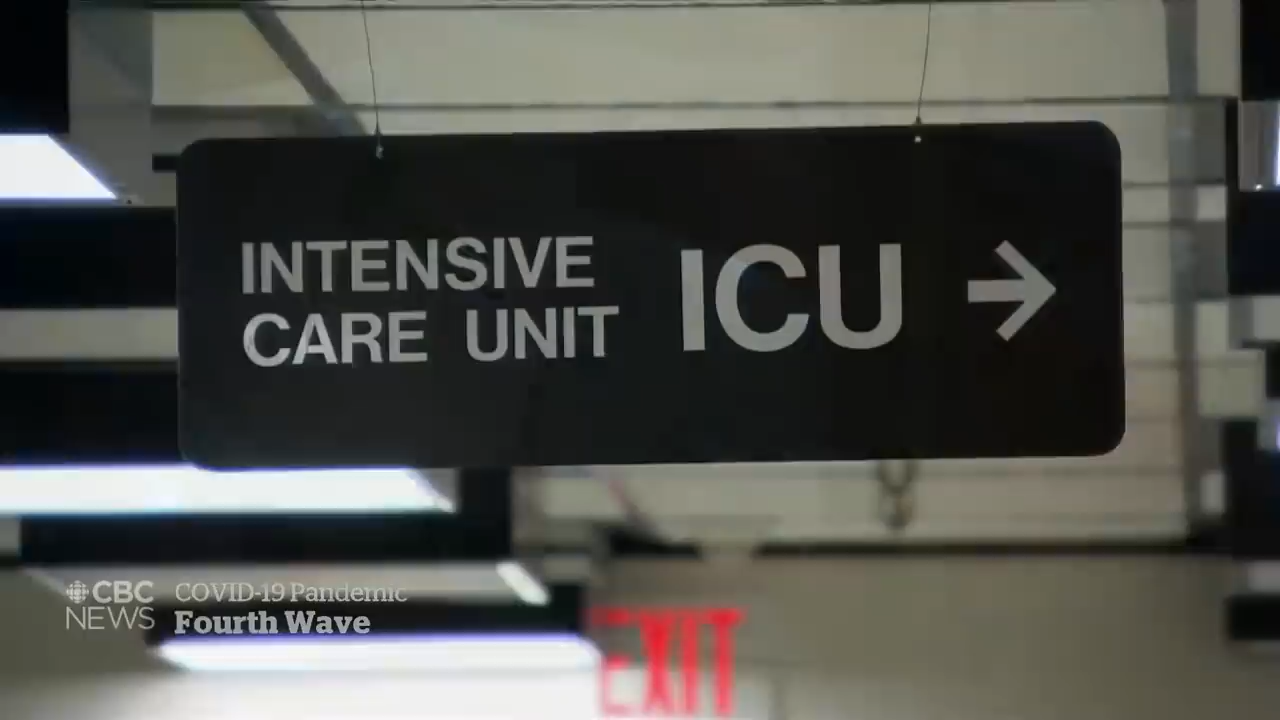 INTENSIVE
CARE UNIT
ICU →
CBC
NEWS
COVID-19 Pandemic
Fourth Wave
EXIT